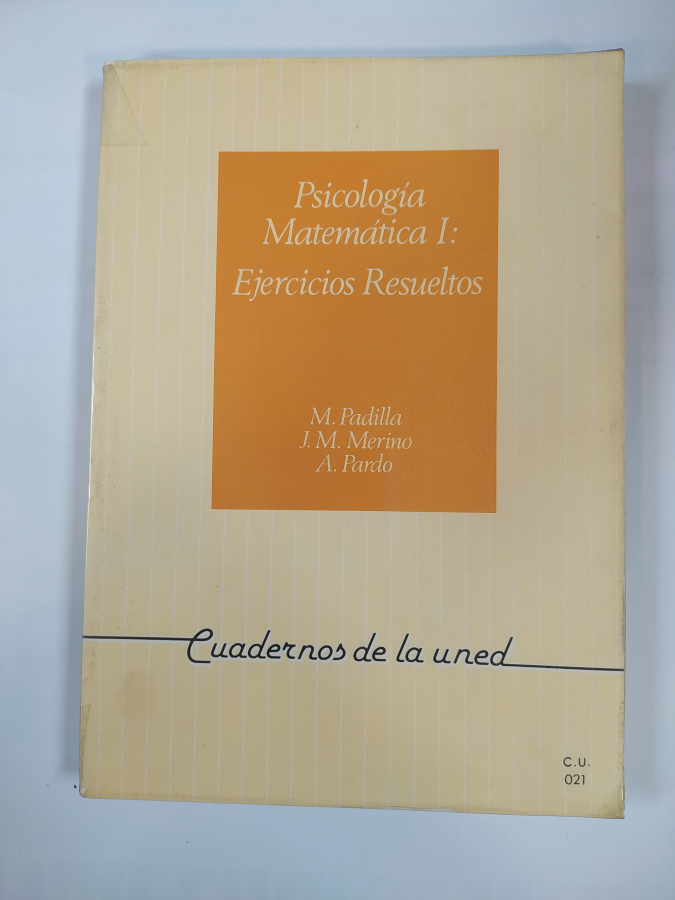 Psicología
Matemática I:
Ejercicios Resueltos
M. Padilla
J. M. Merino
A. Pardo
Cuadernos de la uned
C.U.
021